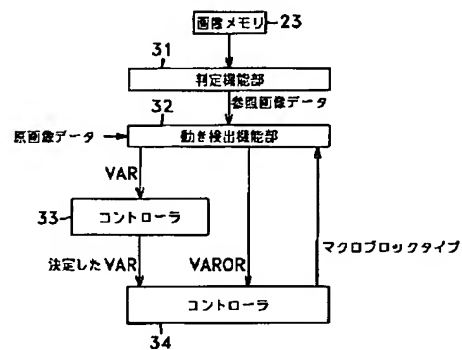 画像メモリ 23
31
判定機能部
32
参照画像データ
原画像データ
動き検出機能部
VAR
33
コントローラ
マクロブロックタイプ
決定したVAR
VAROR
コントローラ
34